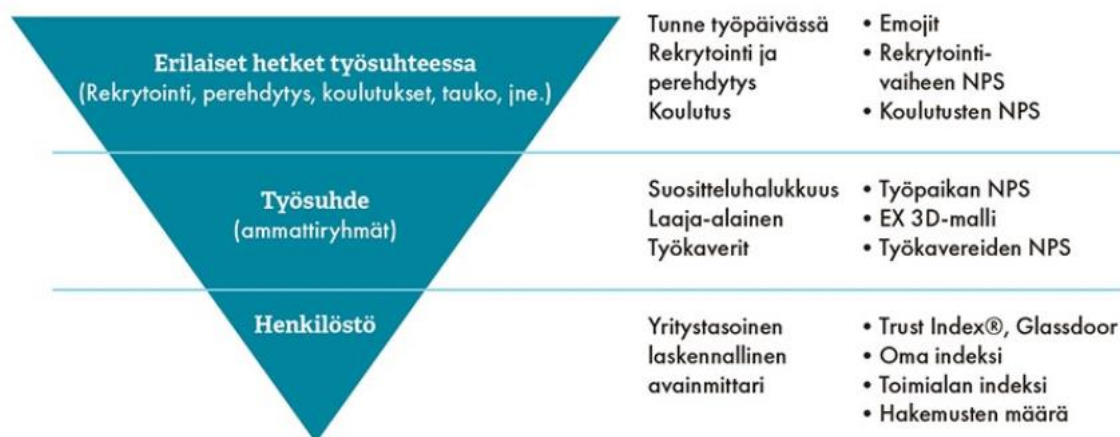 Erilaiset hetket työsuhteessa
(Rekrytointi, perehdytys, koulutukset, tauko, jne.)
Tunne työpäivässä
Rekrytointi ja
perehdytys
Koulutus
• Emojit
• Rekrytointi-
vaiheen NPS
• Koulutusten NPS
Työsuhde
(ammattiryhmät)
Suositteluhalukkuus
Laaja-alainen
Työkaverit
• Työpaikan NPS
• EX 3D-malli
• Työkavereiden NPS
Henkilöstö
Yritystasoinen
laskennallinen
avainmittari
• Trust Index®, Glassdoor
• Oma indeksi
• Toimialan indeksi
• Hakemusten määrä